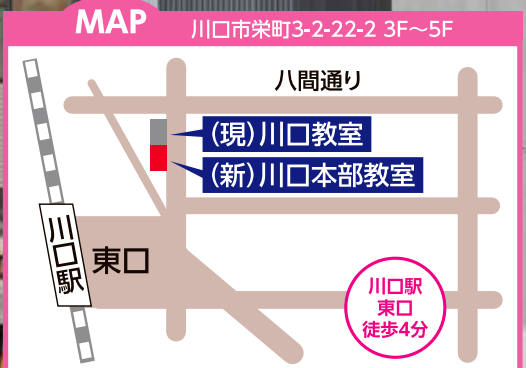 MAP
川口市栄町3-2-22-2 3F～5F
八間通り
(現)川口教室
(新)川口本部教室
川口駅
東口
川口駅
東口
徒歩4分